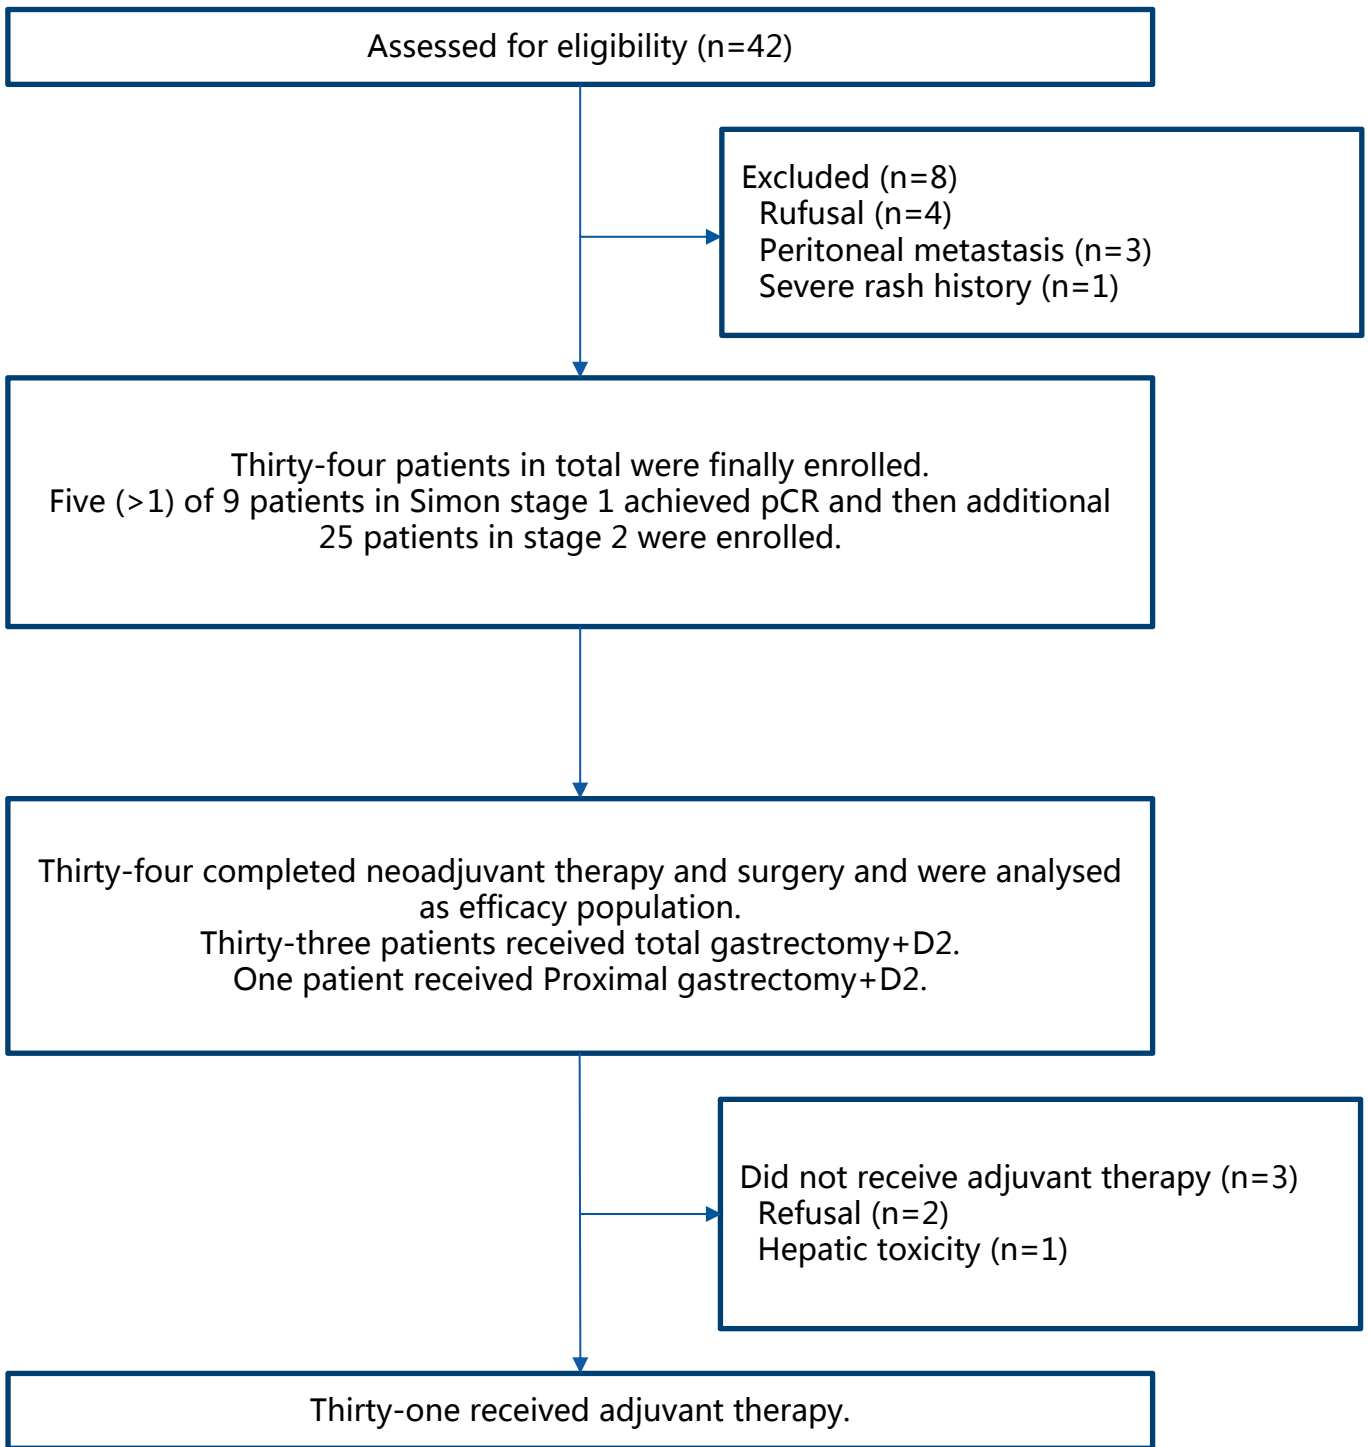 Assessed for eligibility (n=42)
Excluded (n=8)
Rufusal (n=4)
Peritoneal metastasis (n=3)
Severe rash history (n=1)
Thirty-four patients in total were finally enrolled.
Five (>1) of 9 patients in Simon stage 1 achieved pCR and then additional
25 patients in stage 2 were enrolled.
Thirty-four completed neoadjuvant therapy and surgery and were analysed
as efficacy population.
Thirty-three patients received total gastrectomy+D2.
One patient received Proximal gastrectomy+D2.
Did not receive adjuvant therapy (n=3)
Refusal (n=2)
Hepatic toxicity (n=1)
Thirty-one received adjuvant therapy.